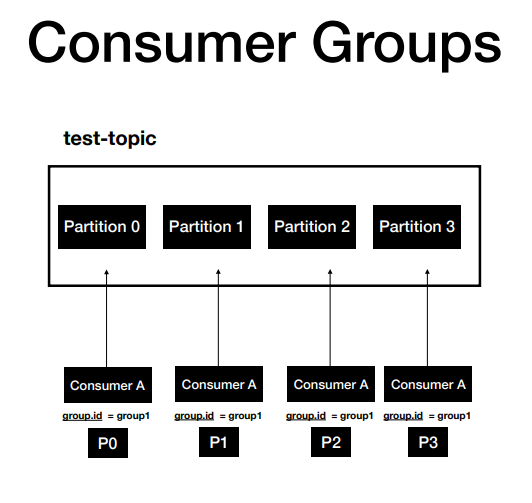 Consumer Groups
test-topic
Partition 0 Partition 1 Partition 2 Partition 3
Consumer A Consumer A Consumer A Consumer A
group.id = group1 group.id = group1 group.id = group1 group.id = group1
P0 P1 P2 P3